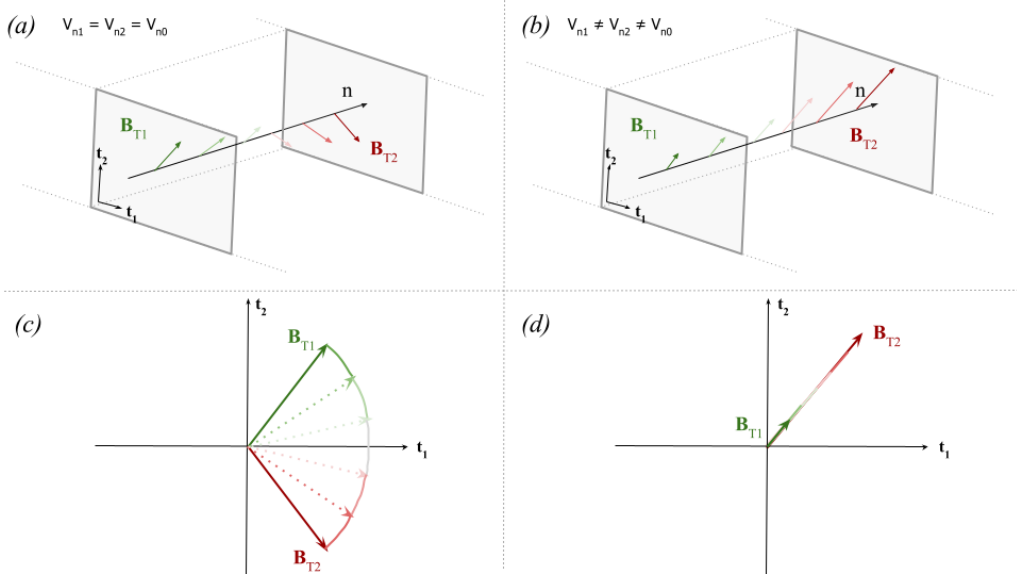 (a) Vn1 = Vn2 = Vn0
n
BT1
BT2
t2
t1
(b) Vn1 ≠ Vn2 ≠ Vn0
n
BT1
BT2
t2
t1
(c)
t2
BT1
t1
BT2
(d)
t2
BT2
BT1
t1